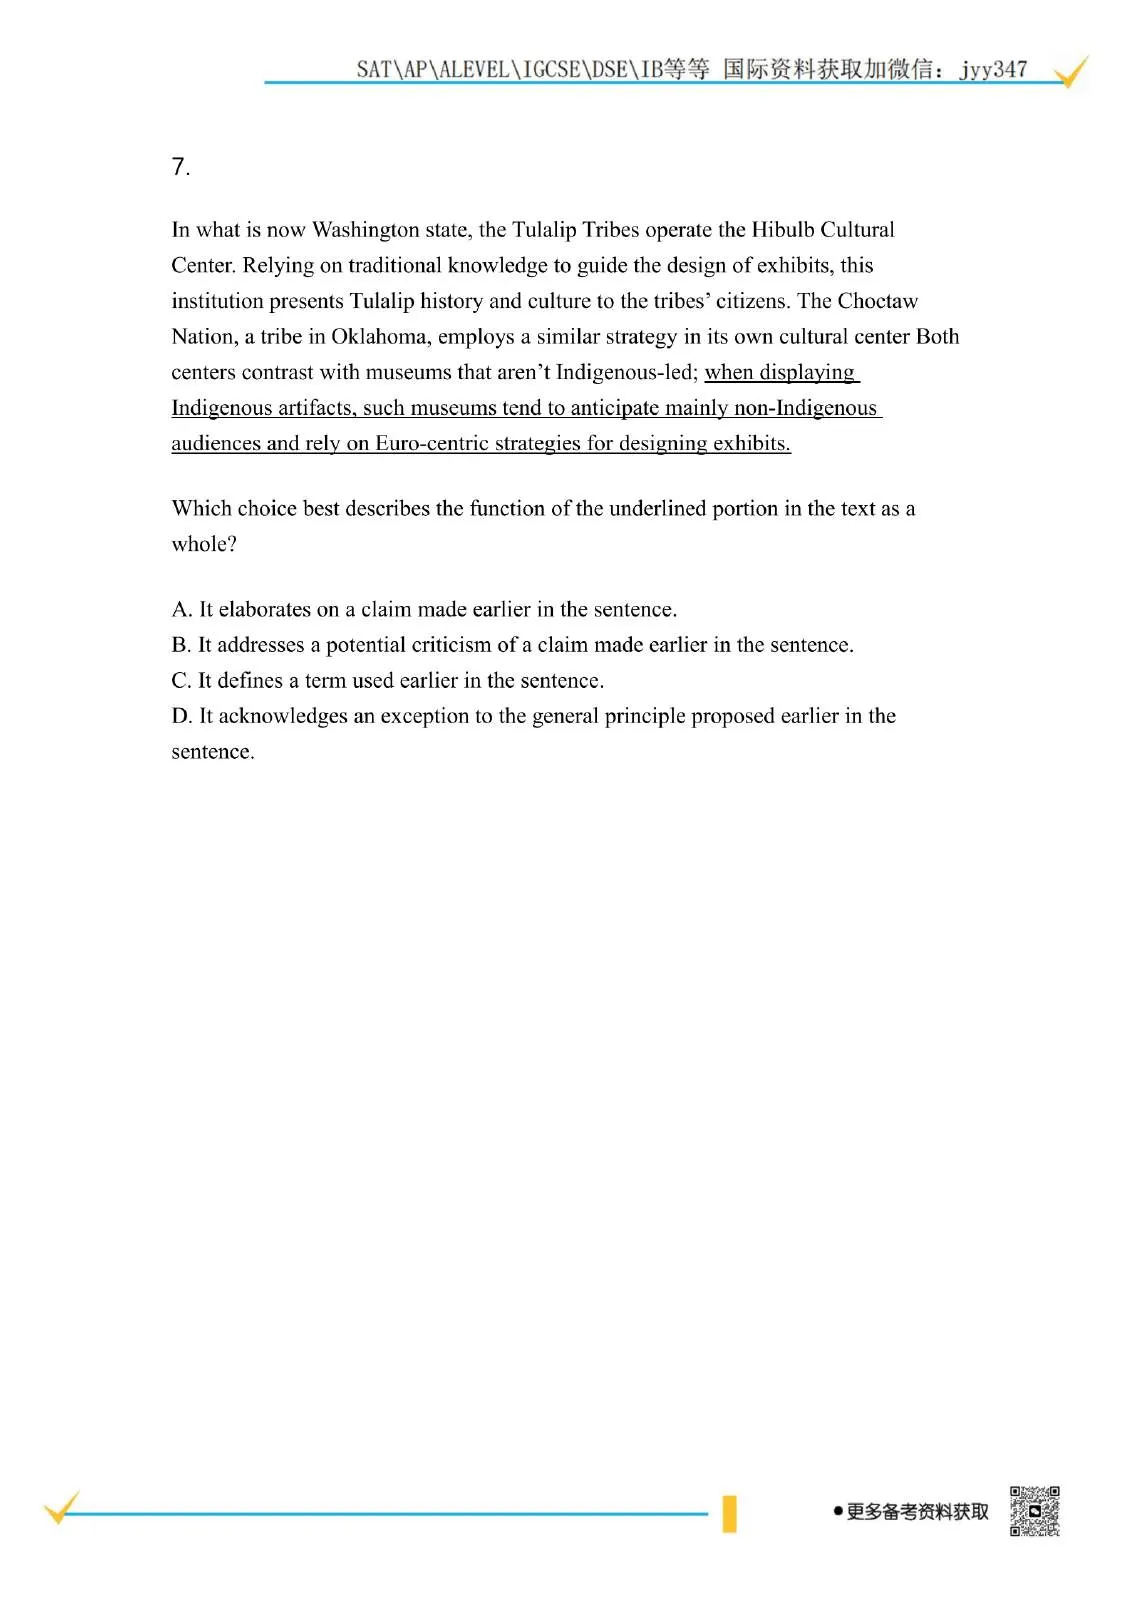 SAT\AP\ALEVEL\IGCSE\DSE\IB等等 国际资料获取加微信：jyy347
7.
In what is now Washington state, the Tulalip Tribes operate the Hibulb Cultural
Center. Relying on traditional knowledge to guide the design of exhibits, this
institution presents Tulalip history and culture to the tribes’ citizens. The Choctaw
Nation, a tribe in Oklahoma, employs a similar strategy in its own cultural center Both
centers contrast with museums that aren’t Indigenous-led; when displaying
Indigenous artifacts, such museums tend to anticipate mainly non-Indigenous
audiences and rely on Euro-centric strategies for designing exhibits.
Which choice best describes the function of the underlined portion in the text as a
whole?
A. It elaborates on a claim made earlier in the sentence.
B. It addresses a potential criticism of a claim made earlier in the sentence.
C. It defines a term used earlier in the sentence.
D. It acknowledges an exception to the general principle proposed earlier in the
sentence.
●更多备考资料获取